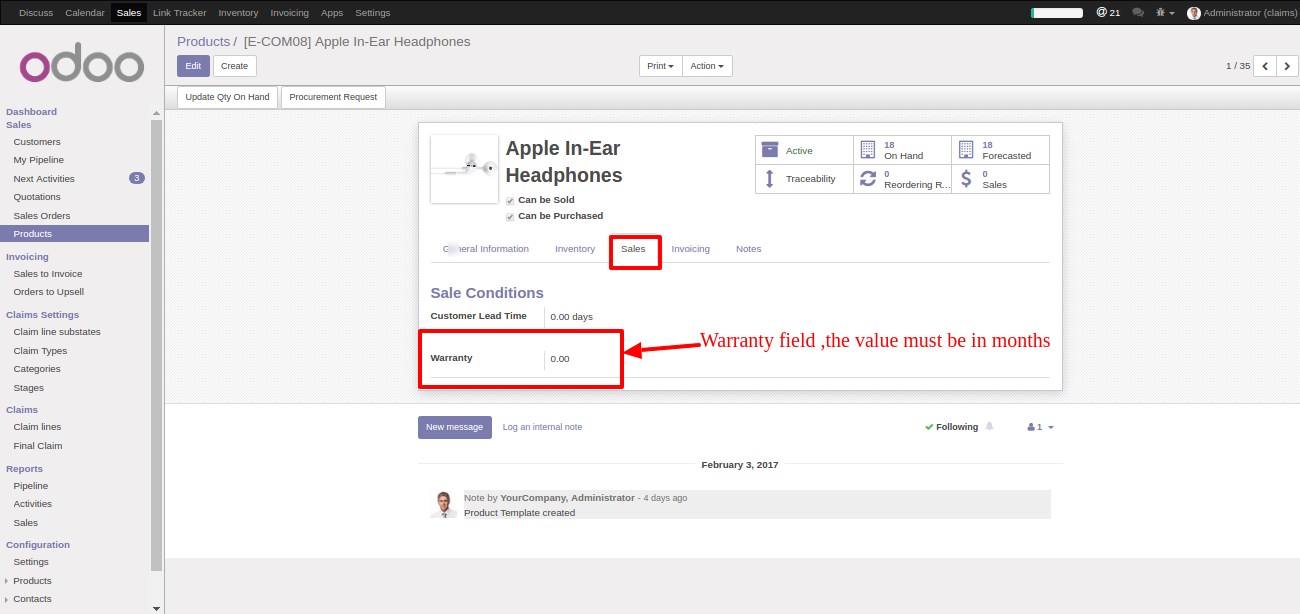 Discuss Calendar Sales Link Tracker Inventory Invoicing Apps Settings @ 21 Administrator (claims)
odoo
Products / [E-COM08] Apple In-Ear Headphones
Edit Create Print Action 1 / 35
Update Qty On Hand Procurement Request
Dashboard
Sales
Customers
My Pipeline
Next Activities 3
Quotations
Sales Orders
Products
Invoicing
Sales to Invoice
Orders to Upsell
Claims Settings
Claim line substates
Claim Types
Categories
Stages
Claims
Claim lines
Final Claim
Reports
Pipeline
Activities
Sales
Configuration
Settings
Products
Contacts
Apple In-Ear
Headphones
Can be Sold
Can be Purchased
Active
18
On Hand
18
Forecasted
Traceability
0
Reordering R...
$ 0
Sales
General Information Inventory Sales Invoicing Notes
Sale Conditions
Customer Lead Time 0.00 days
Warranty 0.00
Warranty field ,the value must be in months
New message Log an internal note Following 1
February 3, 2017
Note by YourCompany, Administrator - 4 days ago
Product Template created